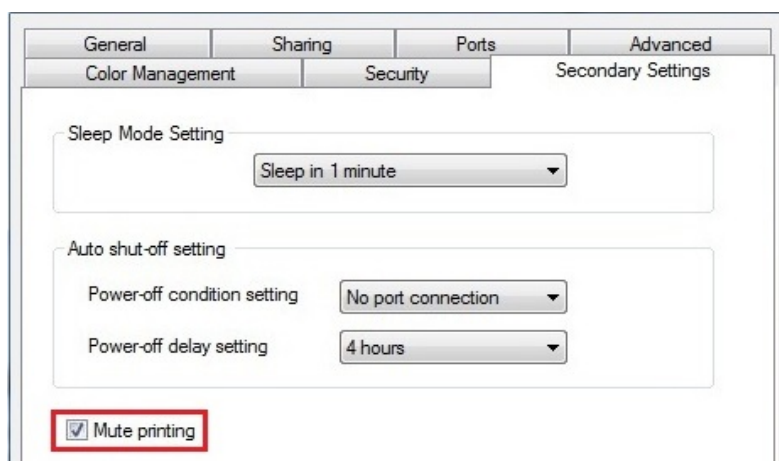 General Sharing Ports Advanced
Color Management Security Secondary Settings
Sleep Mode Setting
Sleep in 1 minute
Auto shut-off setting
Power-off condition setting No port connection
Power-off delay setting 4 hours
Mute printing